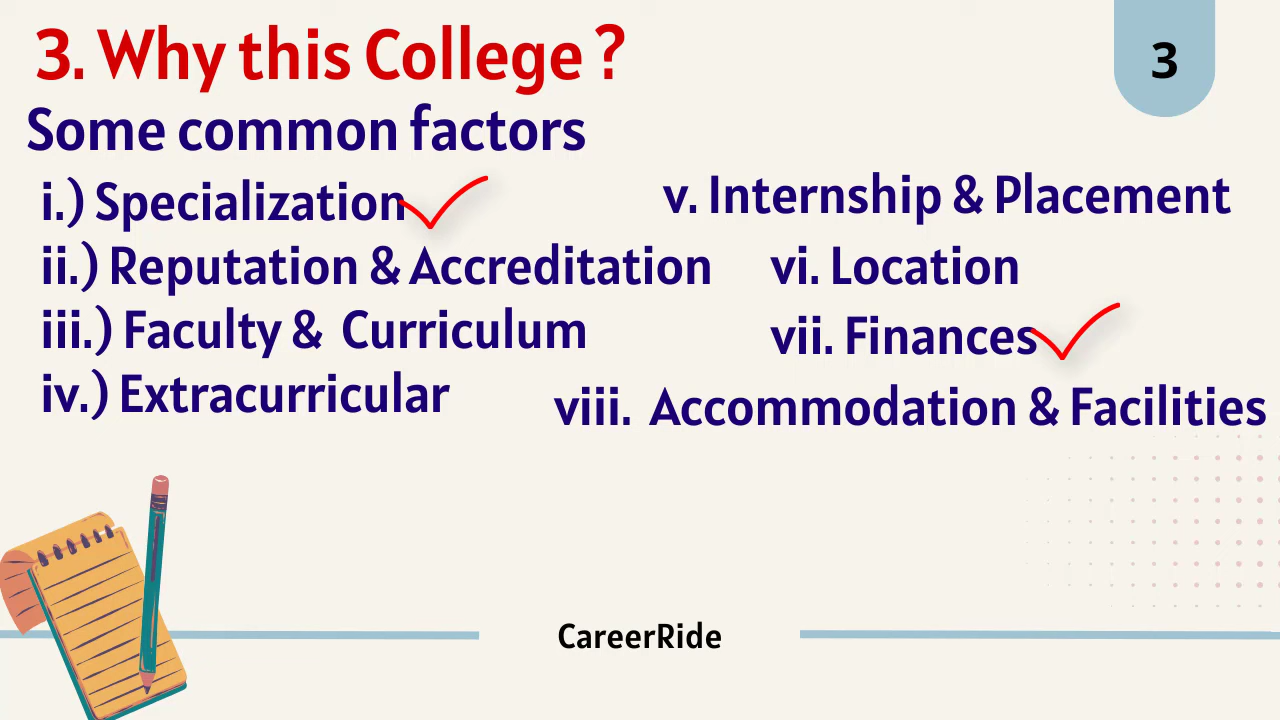 3. Why this College ?
3
Some common factors
i.) Specialization
ii.) Reputation & Accreditation
iii.) Faculty & Curriculum
iv.) Extracurricular
v. Internship & Placement
vi. Location
vii. Finances
viii. Accommodation & Facilities
CareerRide